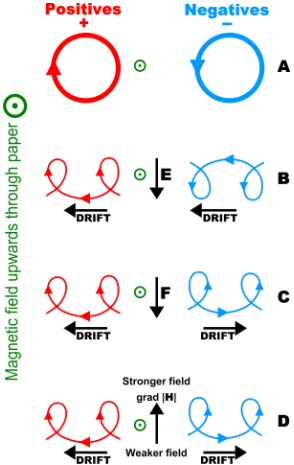 Positives
+
Negatives
−
A
Magnetic field upwards through paper
E
B
DRIFT
DRIFT
F
C
DRIFT
DRIFT
Stronger field
grad |H|
D
Weaker field
DRIFT
DRIFT